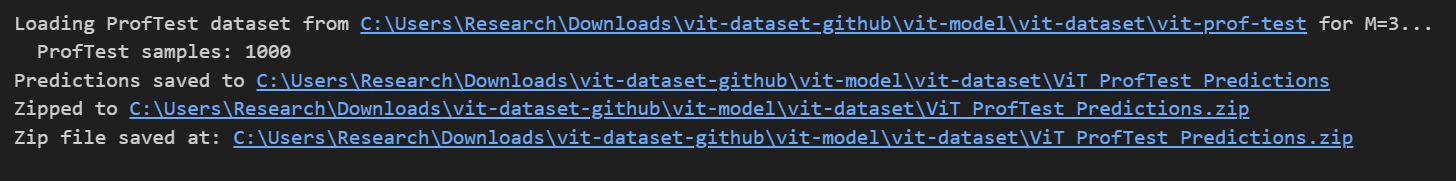 Loading ProfTest dataset from C:\Users\Research\Downloads\vit-dataset-github\vit-model\vit-dataset\vit-prof-test for M=3...
  ProfTest samples: 1000
Predictions saved to C:\Users\Research\Downloads\vit-dataset-github\vit-model\vit-dataset\ViT_ProfTest_Predictions
Zipped to C:\Users\Research\Downloads\vit-dataset-github\vit-model\vit-dataset\ViT_ProfTest_Predictions.zip
Zip file saved at: C:\Users\Research\Downloads\vit-dataset-github\vit-model\vit-dataset\ViT_ProfTest_Predictions.zip